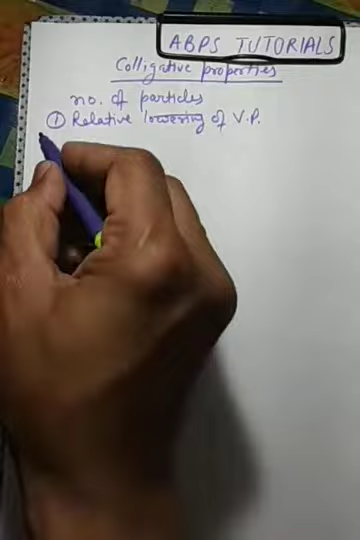 ABPS TUTORIALS
Colligative properties
no. of particles
① Relative lowering of V.P.